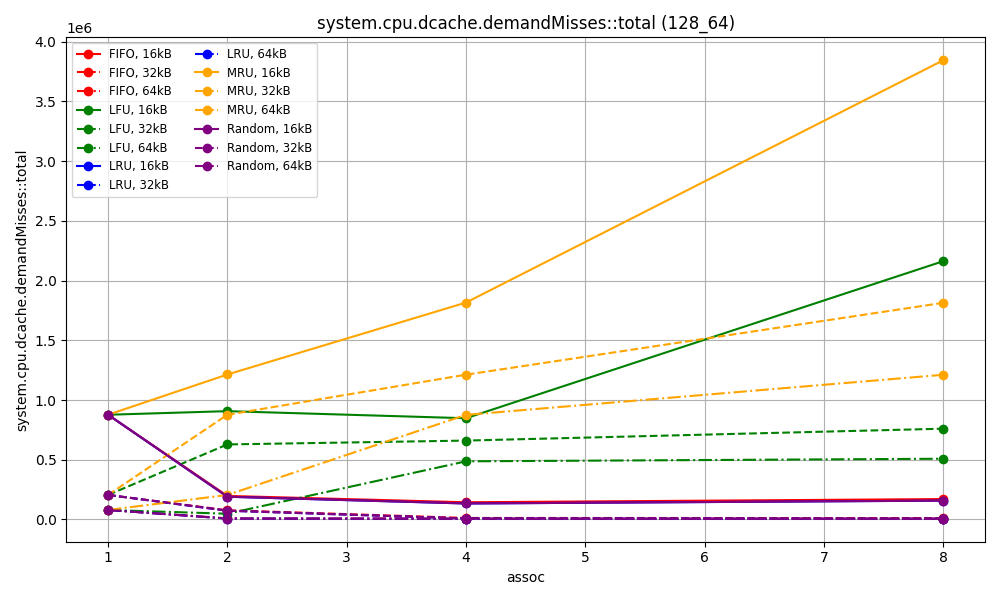 system.cpu.dcache.demandMisses::total (128_64)
1e6
FIFO, 16kB
FIFO, 32kB
FIFO, 64kB
LFU, 16kB
LFU, 32kB
LFU, 64kB
LRU, 16kB
LRU, 32kB
LRU, 64kB
MRU, 16kB
MRU, 32kB
MRU, 64kB
Random, 16kB
Random, 32kB
Random, 64kB
system.cpu.dcache.demandMisses::total
4.0
3.5
3.0
2.5
2.0
1.5
1.0
0.5
0.0
1 2 3 4 5 6 7 8
assoc